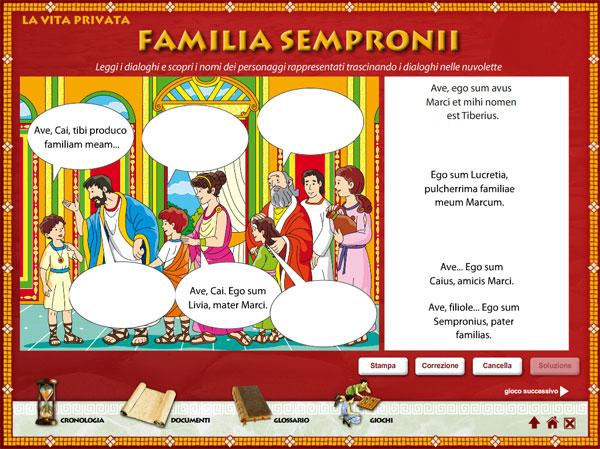 LA VITA PRIVATA
FAMILIA SEMPRONII
Leggi i dialoghi e scopri i nomi dei personaggi rappresentati trascinando i dialoghi nelle nuvolette
Ave, Cai, tibi produco
familiam meam...
Ave, Cai. Ego sum
Livia, mater Marci.
Ave, ego sum avus
Marci et mihi nomen
est Tiberius.
Ego sum Lucretia,
pulcherrima familiae
meum Marcum.
Ave... Ego sum
Caius, amicis Marci.
Ave, filiole... Ego sum
Sempronius, pater
familias.
Stampa
Correzione
Cancella
Soluzione
gioco successivo
CRONOLOGIA
DOCUMENTI
GLOSSARIO
GIOCHI